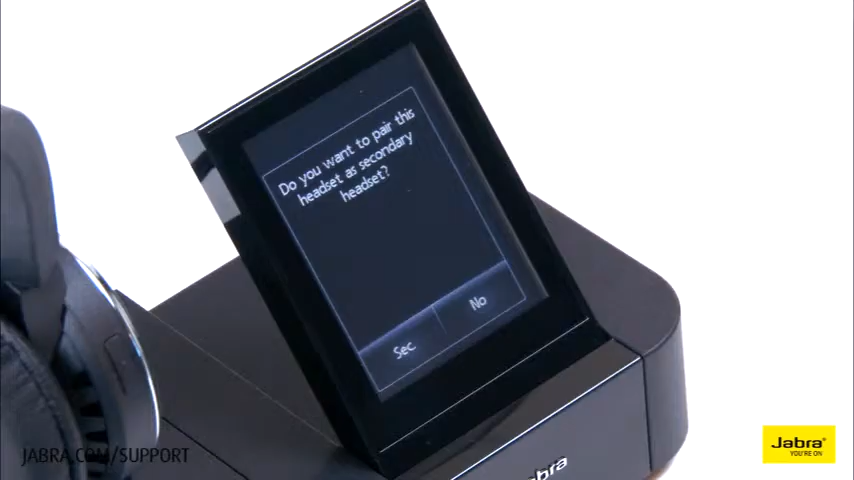 Do you want to pair this
headset as secondary
headset?
Sec
No
JABRA.COM/SUPPORT
Jabra®
YOU'RE ON